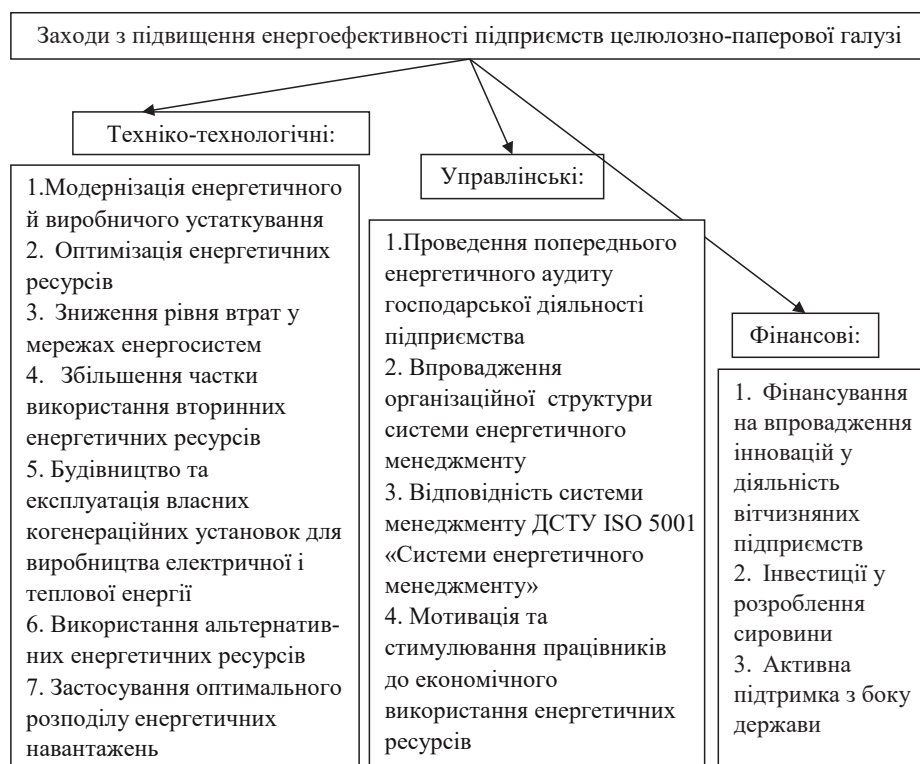 Заходи з підвищення енергоефективності підприємств целюлозно-паперової галузі
Техніко-технологічні:
1.Модернізація енергетичного
й виробничого устаткування
2. Оптимізація енергетичних
ресурсів
3. Зниження рівня втрат у
мережах енергосистем
4. Збільшення частки
використання вторинних
енергетичних ресурсів
5. Будівництво та
експлуатація власних
когенераційних установок для
виробництва електричної і
теплової енергії
6. Використання альтернатив-
них енергетичних ресурсів
7. Застосування оптимального
розподілу енергетичних
навантажень
Управлінські:
1.Проведення попереднього
енергетичного аудиту
господарської діяльності
підприємства
2. Впровадження
організаційної структури
системи енергетичного
менеджменту
3. Відповідність системи
менеджменту ДСТУ ISO 5001
«Системи енергетичного
менеджменту»
4. Мотивація та
стимулювання працівників
до економічного
використання енергетичних
ресурсів
Фінансові:
1. Фінансування
на впровадження
інновацій у
діяльність
вітчизняних
підприємств
2. Інвестиції у
розроблення
сировини
3. Активна
підтримка з боку
держави